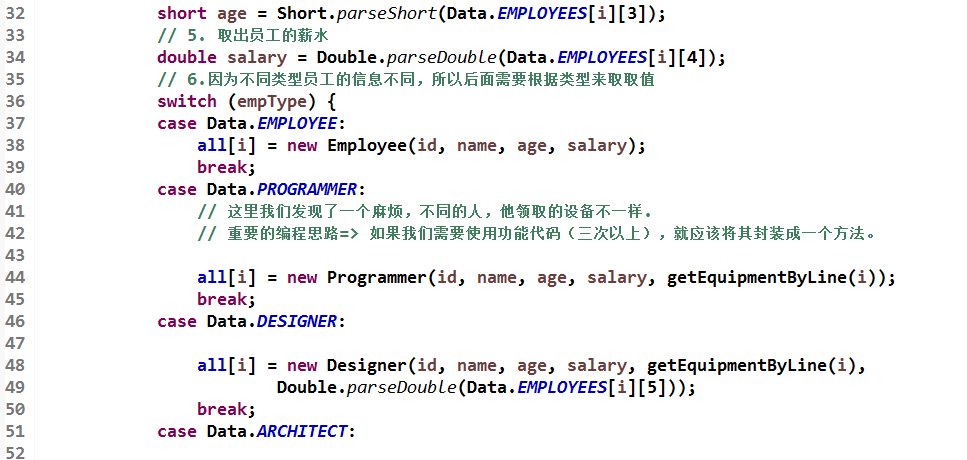 32 short age = Short.parseShort(Data.EMPLOYEES[i][3]);
33 // 5. 取出员工的薪水
34 double salary = Double.parseDouble(Data.EMPLOYEES[i][4]);
35 // 6.因为不同类型员工的信息不同，所以后面需要根据类型来取取值
36 switch (empType) {
37 case Data.EMPLOYEE:
38 all[i] = new Employee(id, name, age, salary);
39 break;
40 case Data.PROGRAMMER:
41 // 这里我们发现了一个麻烦，不同的人，他领取的设备不一样.
42 // 重要的编程思路=> 如果我们需要使用功能代码（三次以上），就应该将其封装成一个方法。
43
44 all[i] = new Programmer(id, name, age, salary, getEquipmentByLine(i));
45 break;
46 case Data.DESIGNER:
47
48 all[i] = new Designer(id, name, age, salary, getEquipmentByLine(i),
49 Double.parseDouble(Data.EMPLOYEES[i][5]));
50 break;
51 case Data.ARCHITECT:
52